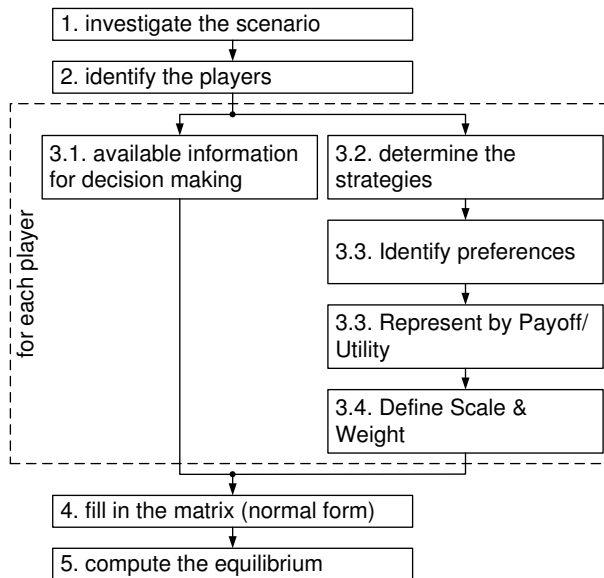 1. investigate the scenario
2. identify the players
for each player
3.1. available information
for decision making
3.2. determine the
strategies
3.3. Identify preferences
3.3. Represent by Payoff/
Utility
3.4. Define Scale &
Weight
4. fill in the matrix (normal form)
5. compute the equilibrium